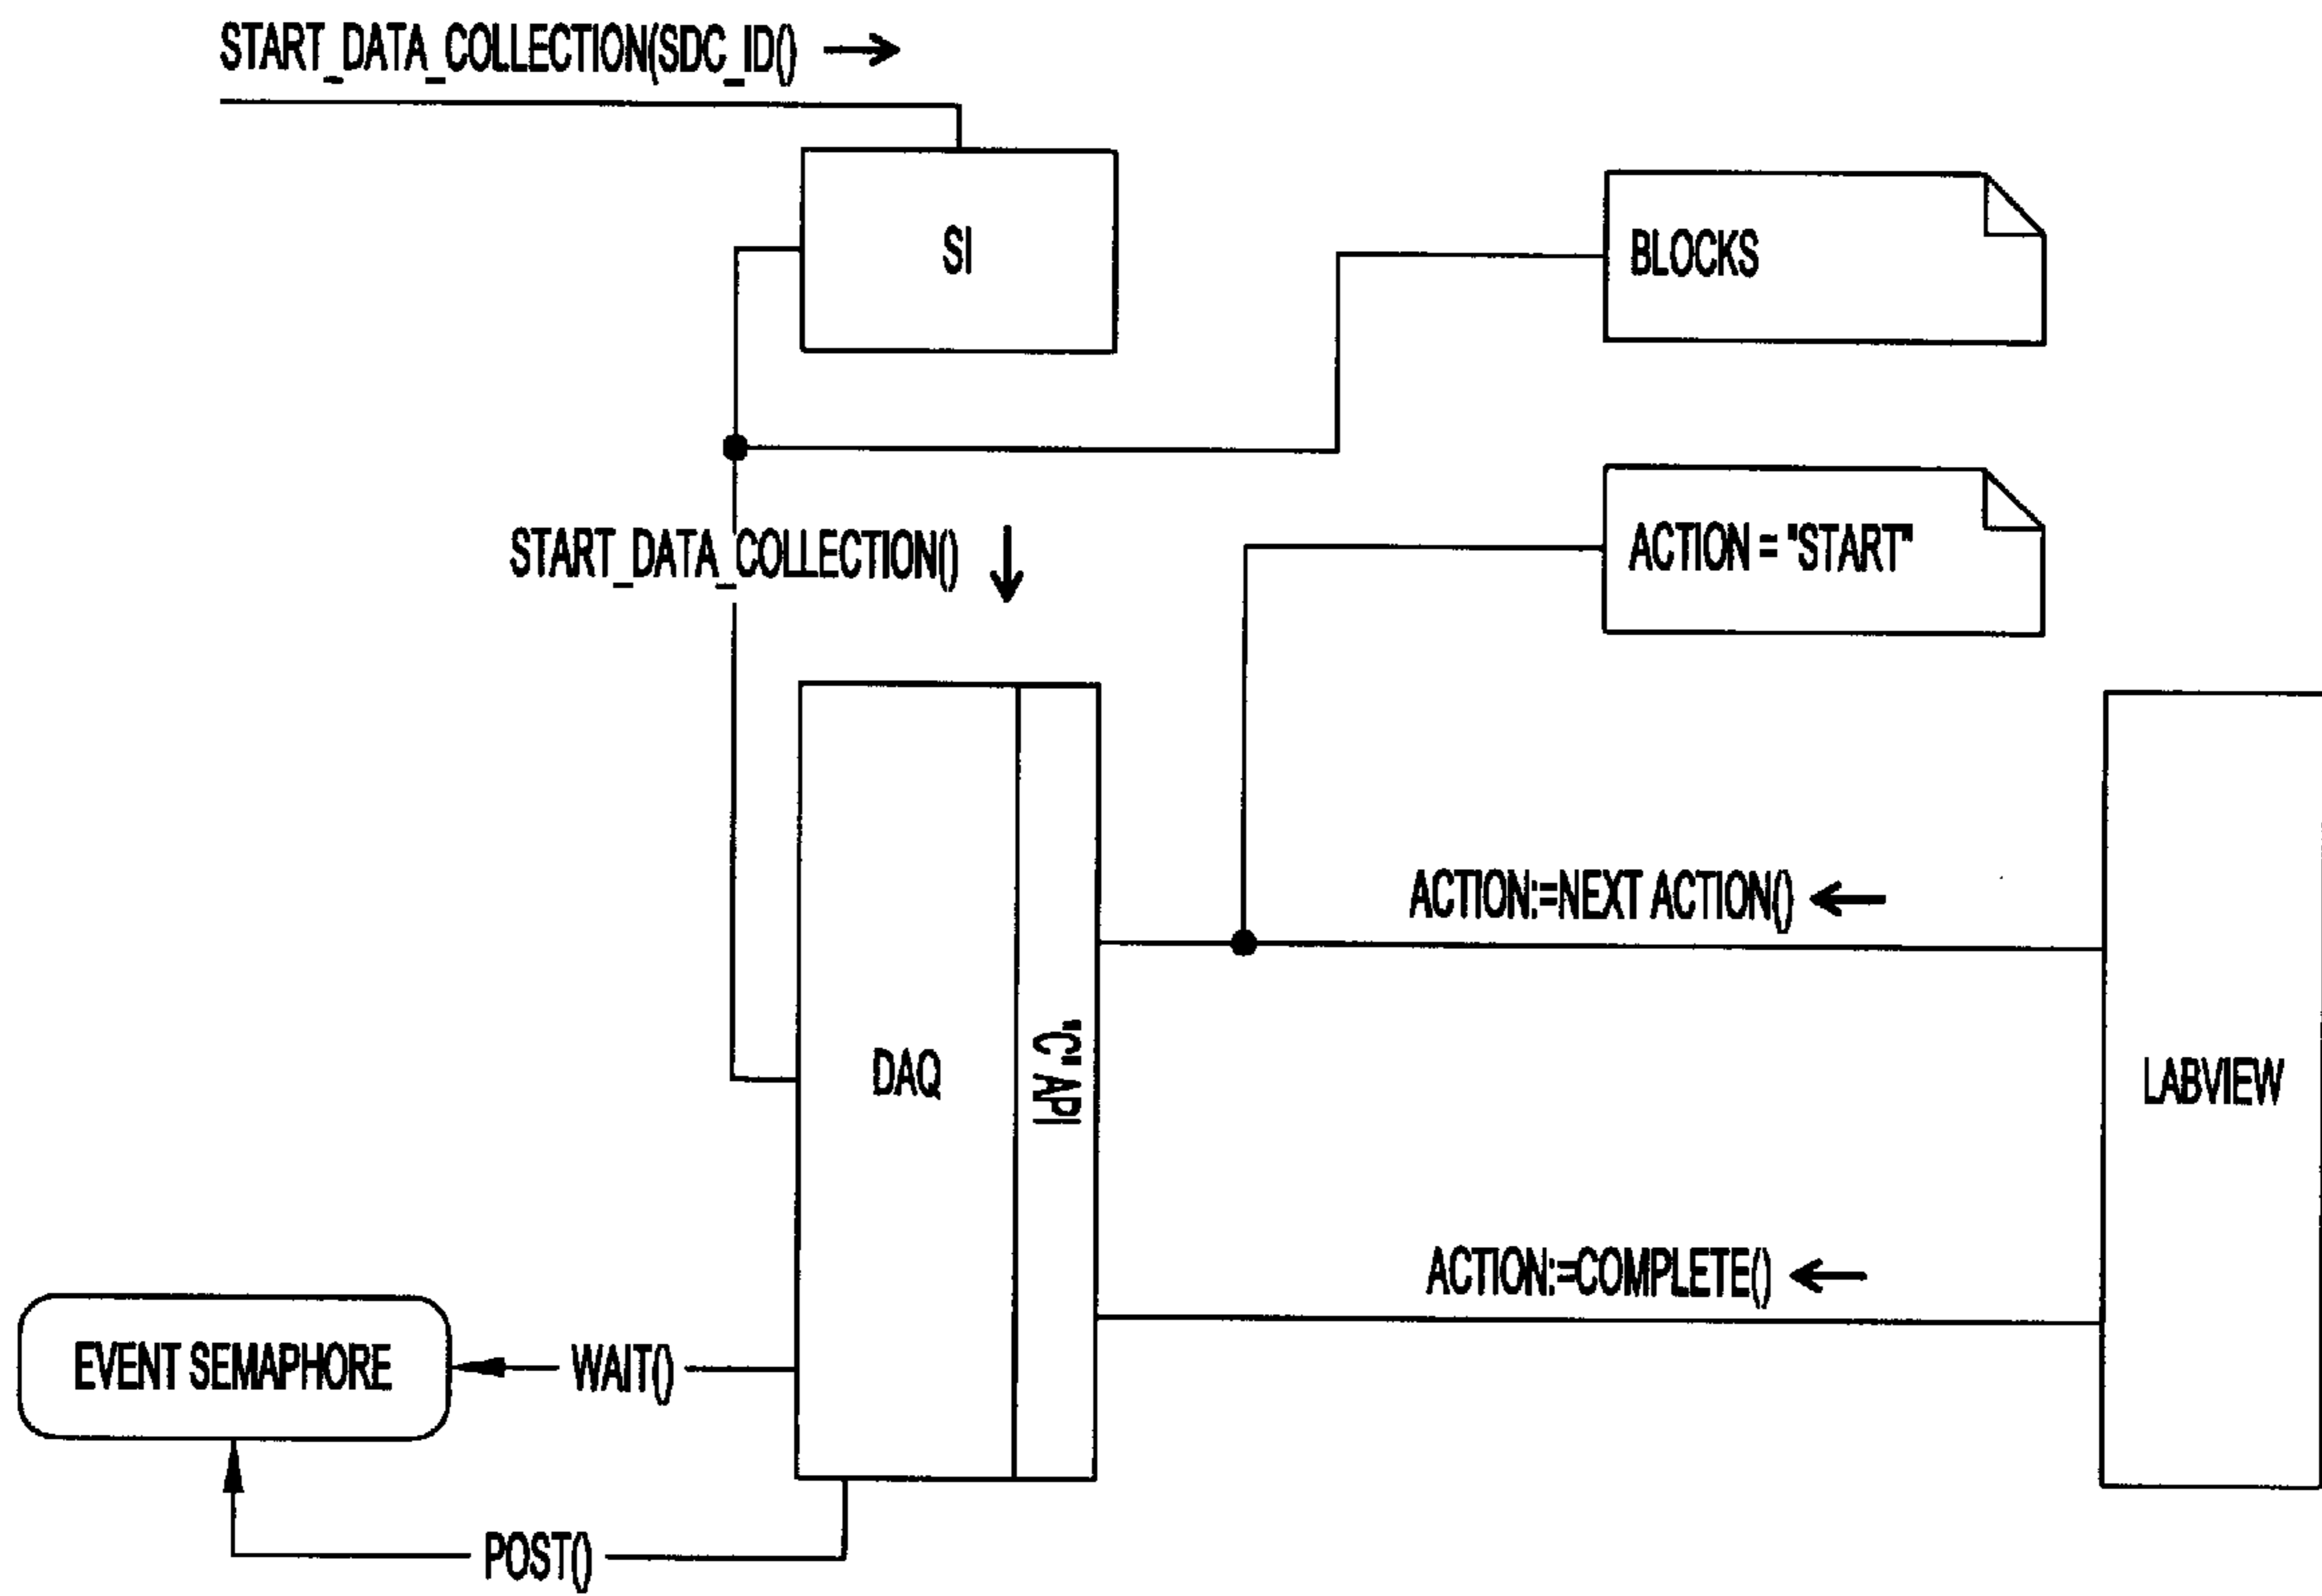 START_DATA_COLLECTION(SDC_ID()
SI
BLOCKS
START_DATA_COLLECTION()
ACTION = "START"
ACTION:=NEXT ACTION()
DAQ
"C" API
LABVIEW
ACTION:=COMPLETE()
EVENT SEMAPHORE
WAIT()
POST()